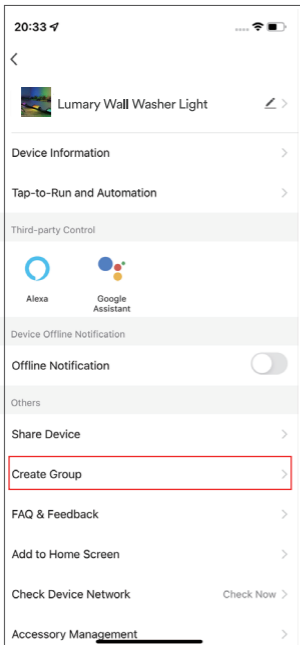 20:33
Lumary Wall Washer Light
Device Information
Tap-to-Run and Automation
Third-party Control
Alexa
Google
Assistant
Device Offline Notification
Offline Notification
Others
Share Device
Create Group
FAQ & Feedback
Add to Home Screen
Check Device Network Check Now
Accessory Management